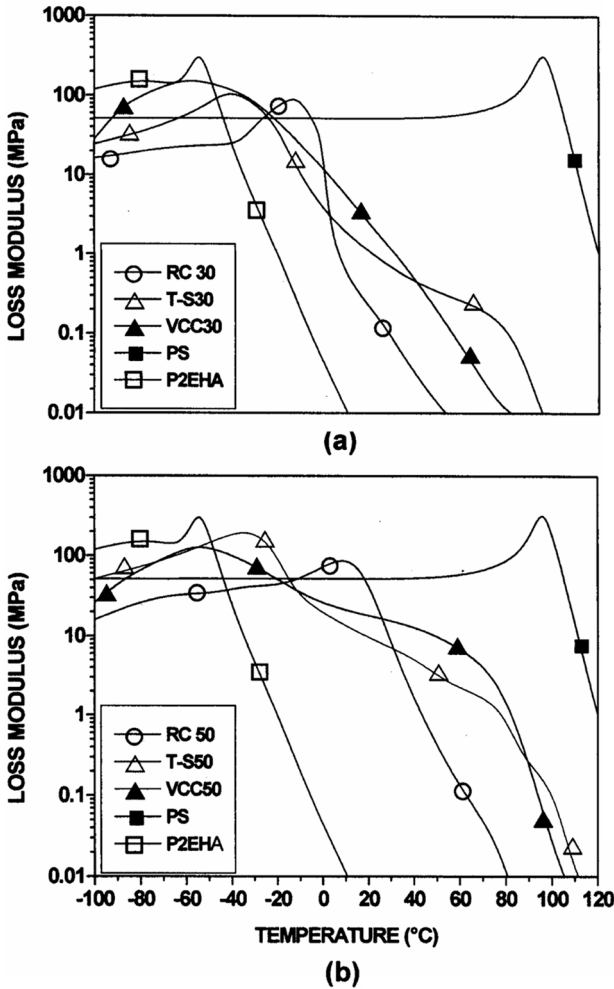 1000
100
10
1
0.1
0.01
LOSS MODULUS (MPa)
RC 30
T-S30
VCC30
PS
P2EHA
(a)
1000
100
10
1
0.1
0.01
LOSS MODULUS (MPa)
RC 50
T-S50
VCC50
PS
P2EHA
-100 -80 -60 -40 -20 0 20 40 60 80 100 120
TEMPERATURE (°C)
(b)